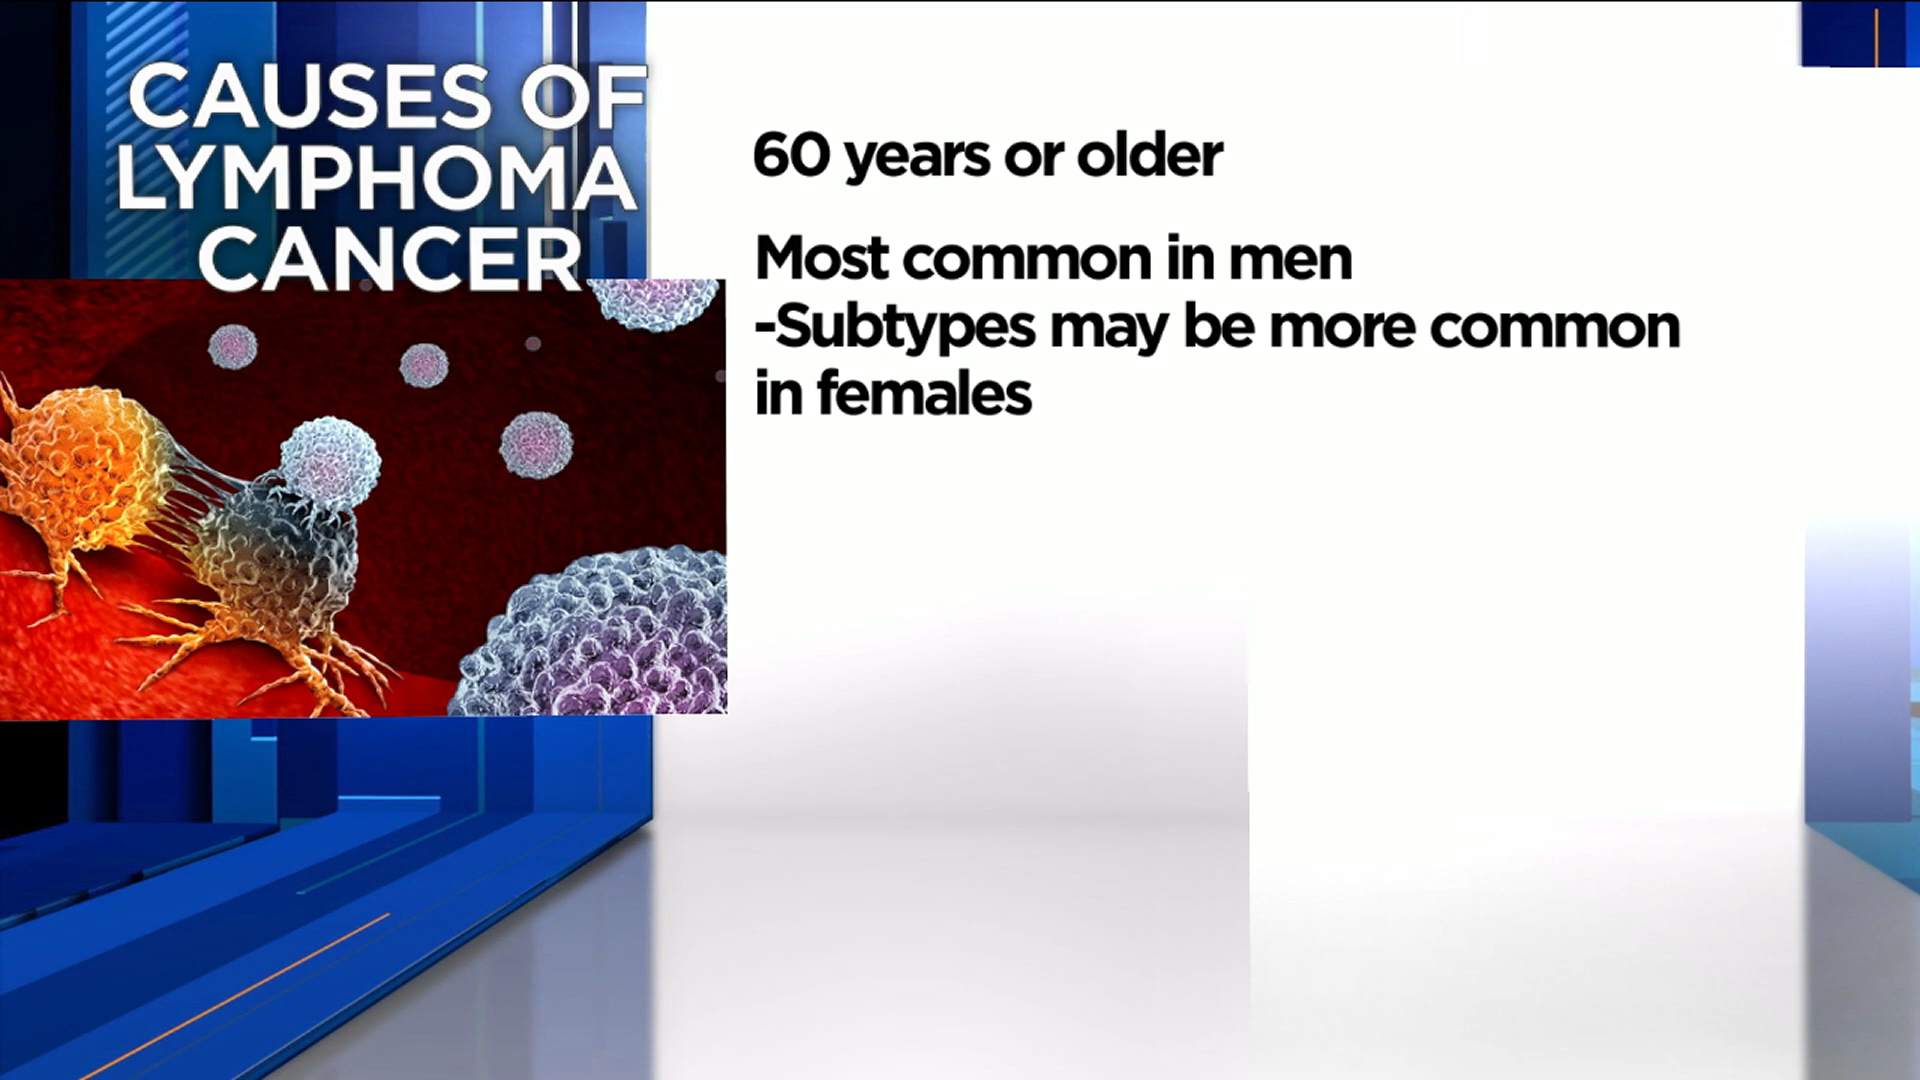 CAUSES OF
LYMPHOMA
CANCER
60 years or older
Most common in men
-Subtypes may be more common
in females